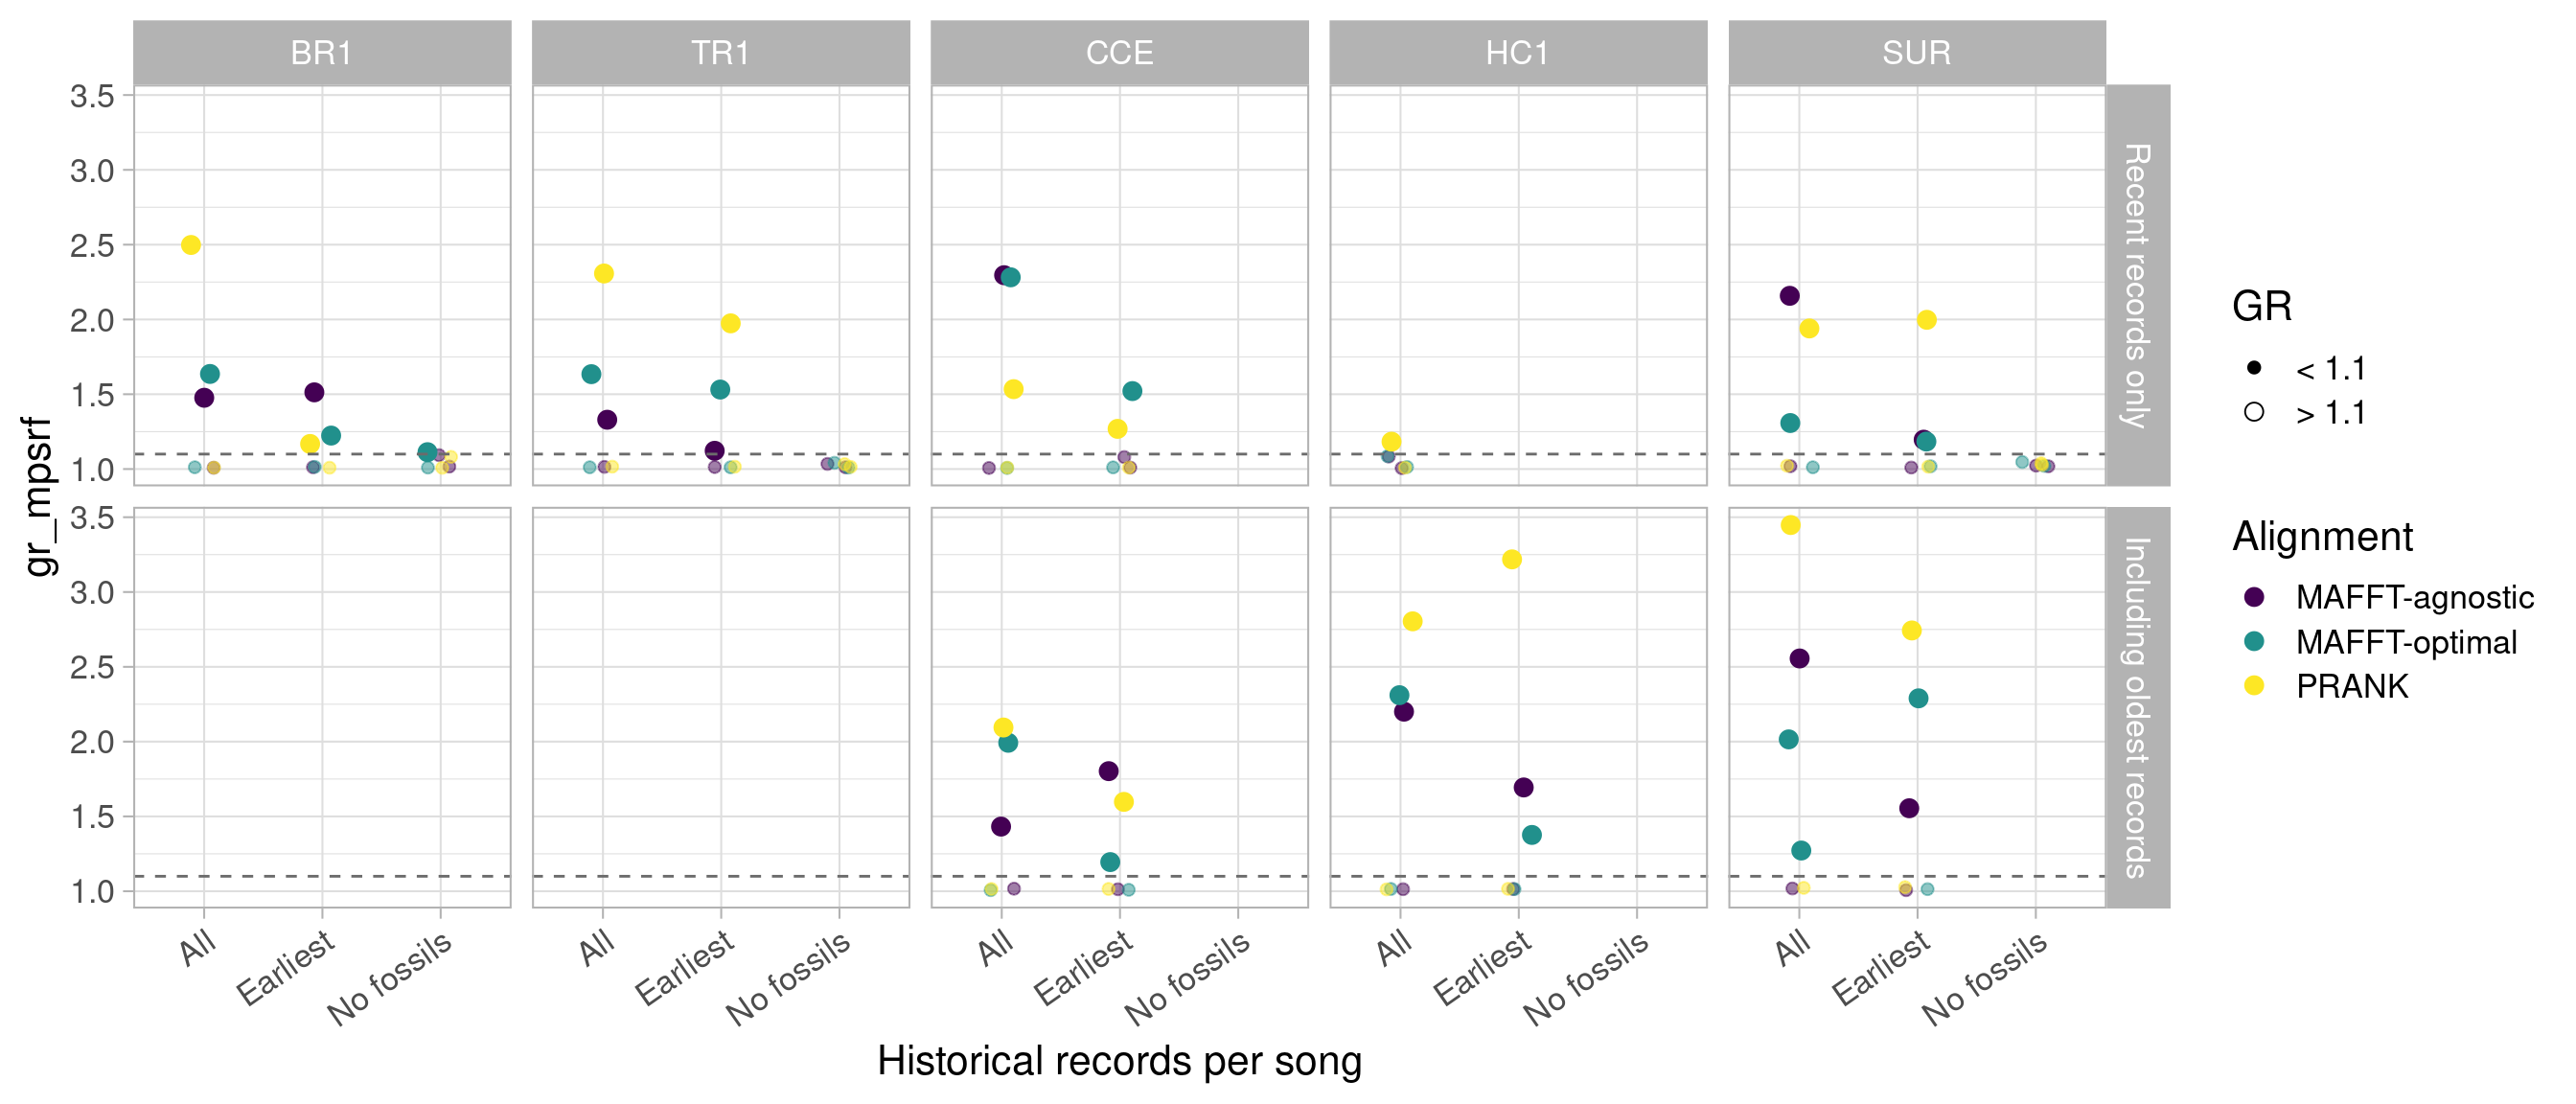 BR1 TR1 CCE HC1 SUR
3.5
3.0
2.5
2.0
1.5
1.0
Recent records only
3.5
3.0
2.5
2.0
1.5
1.0
Including oldest records
gr_mpsrf
All Earliest No fossils All Earliest No fossils All Earliest No fossils All Earliest No fossils All Earliest No fossils
Historical records per song
GR
< 1.1
> 1.1
Alignment
MAFFT-agnostic
MAFFT-optimal
PRANK